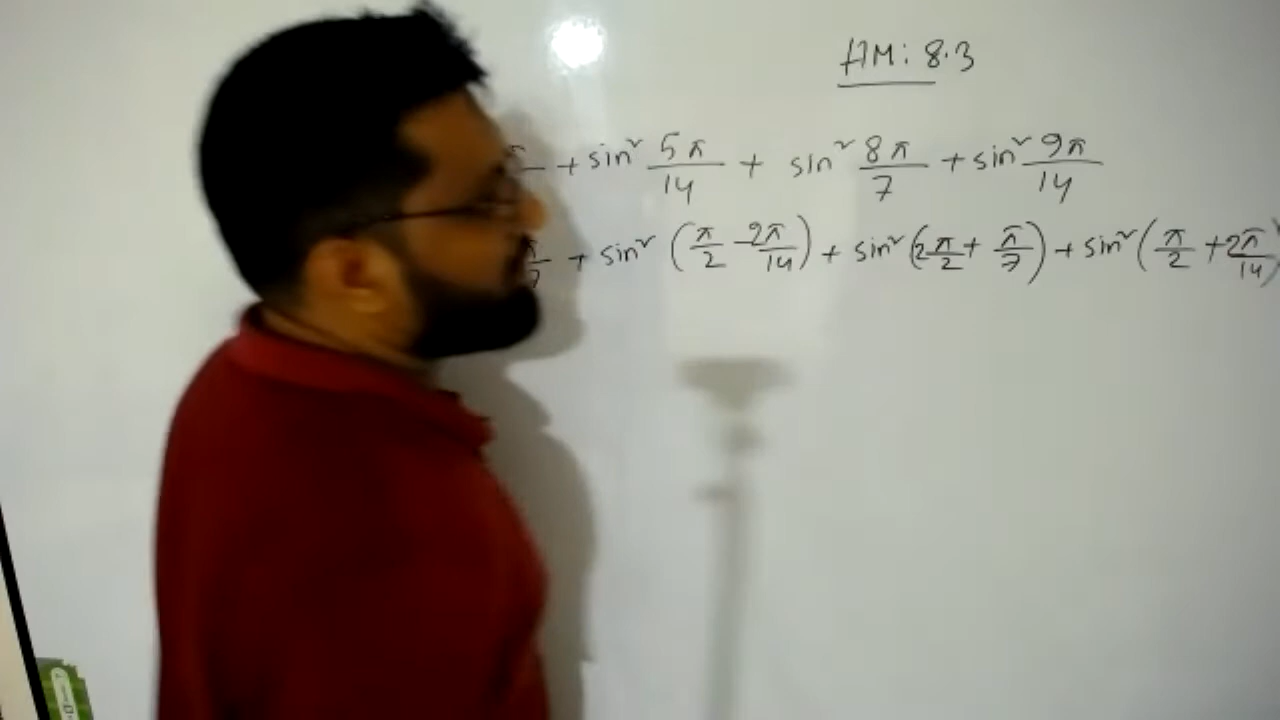 HM: 8.3
π + sin² 5π/14 + sin² 8π/7 + sin² 9π/14
π/7 + sin² (π/2 - 2π/14) + sin² (2π/2 + π/7) + sin² (π/2 + 2π/14)